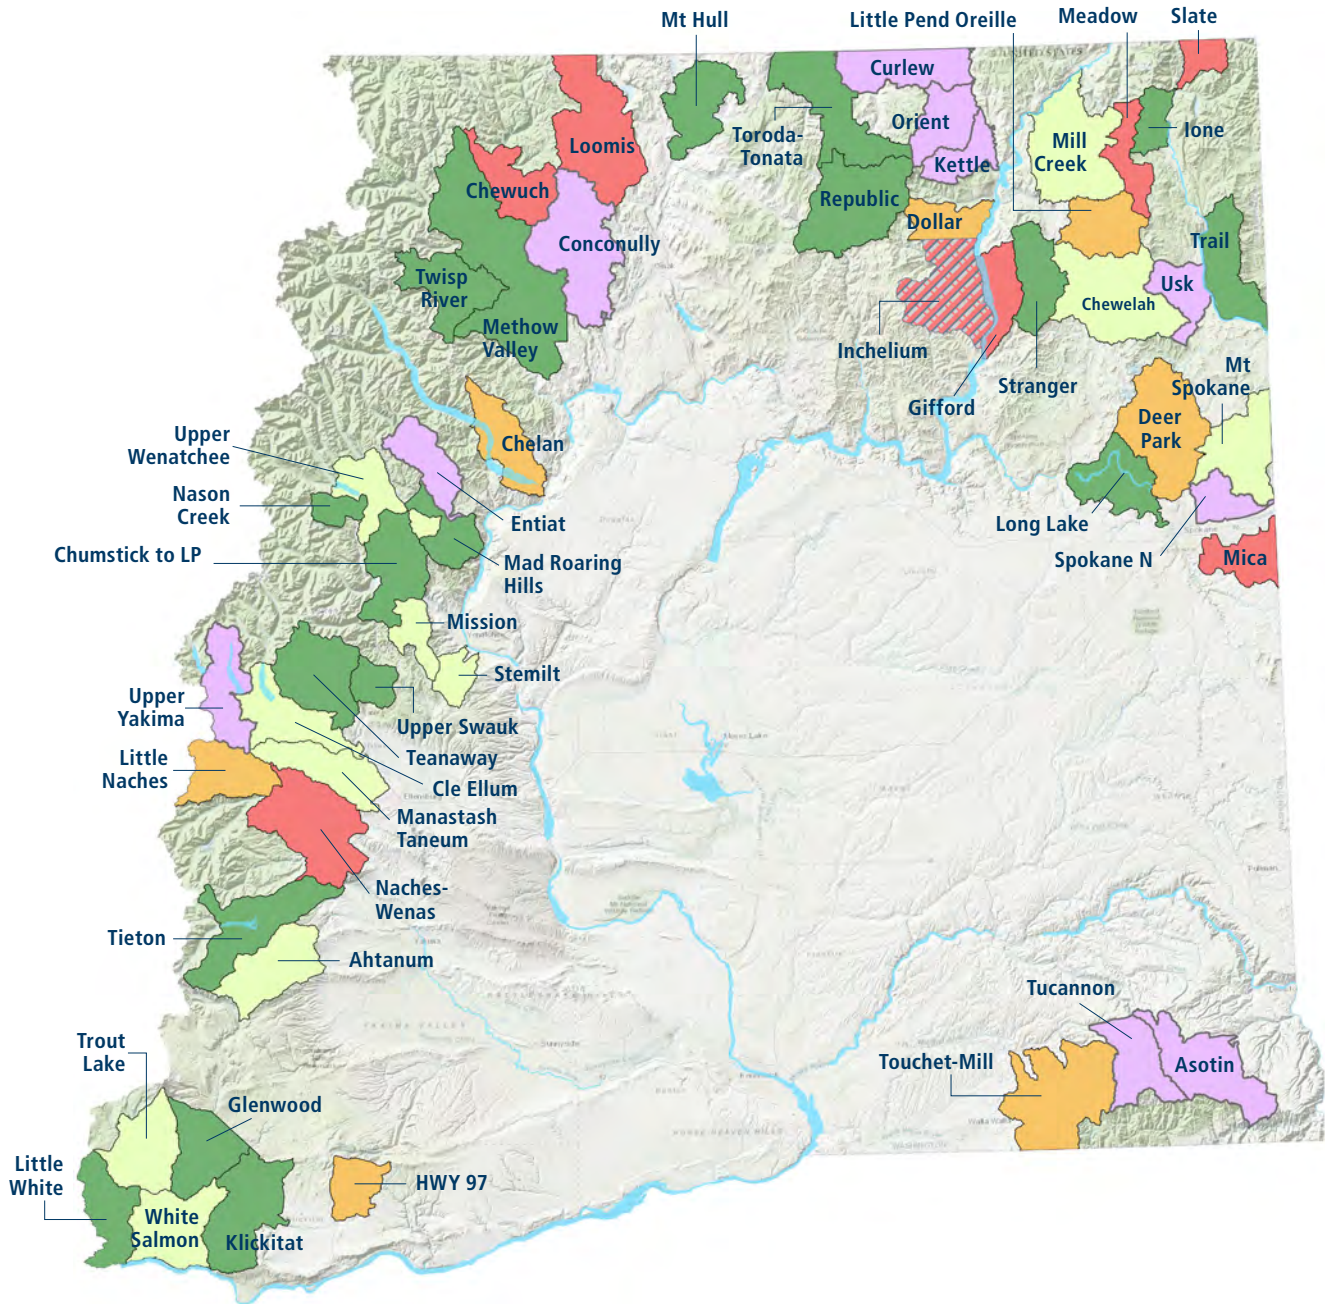 Mt Hull
Little Pend Oreille
Meadow
Slate
Curlew
Toroda-
Tonata
Orient
Kettle
Mill
Creek
Ione
Loomis
Chewuch
Republic
Dollar
Conconully
Trail
Twisp
River
Usk
Chewelah
Methow
Valley
Inchelium
Gifford
Stranger
Mt
Spokane
Deer
Park
Chelan
Upper
Wenatchee
Nason
Creek
Entiat
Long Lake
Spokane N
Mica
Chumstick to LP
Mad Roaring
Hills
Mission
Stemilt
Upper
Yakima
Upper Swauk
Teanaway
Little
Naches
Cle Ellum
Manastash
Taneum
Naches-
Wenas
Tieton
Ahtanum
Tucannon
Touchet-Mill
Asotin
Trout
Lake
Glenwood
Little
White
HWY 97
White
Salmon
Klickitat